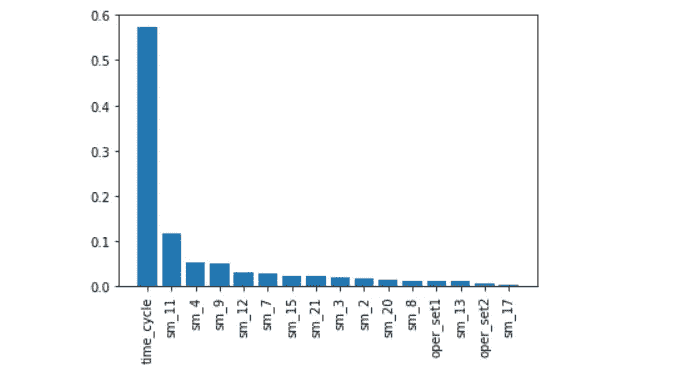 0.6
0.5
0.4
0.3
0.2
0.1
0.0
time_cycle
sm_11
sm_4
sm_9
sm_12
sm_7
sm_15
sm_21
sm_3
sm_2
sm_20
sm_8
oper_set1
sm_13
oper_set2
sm_17